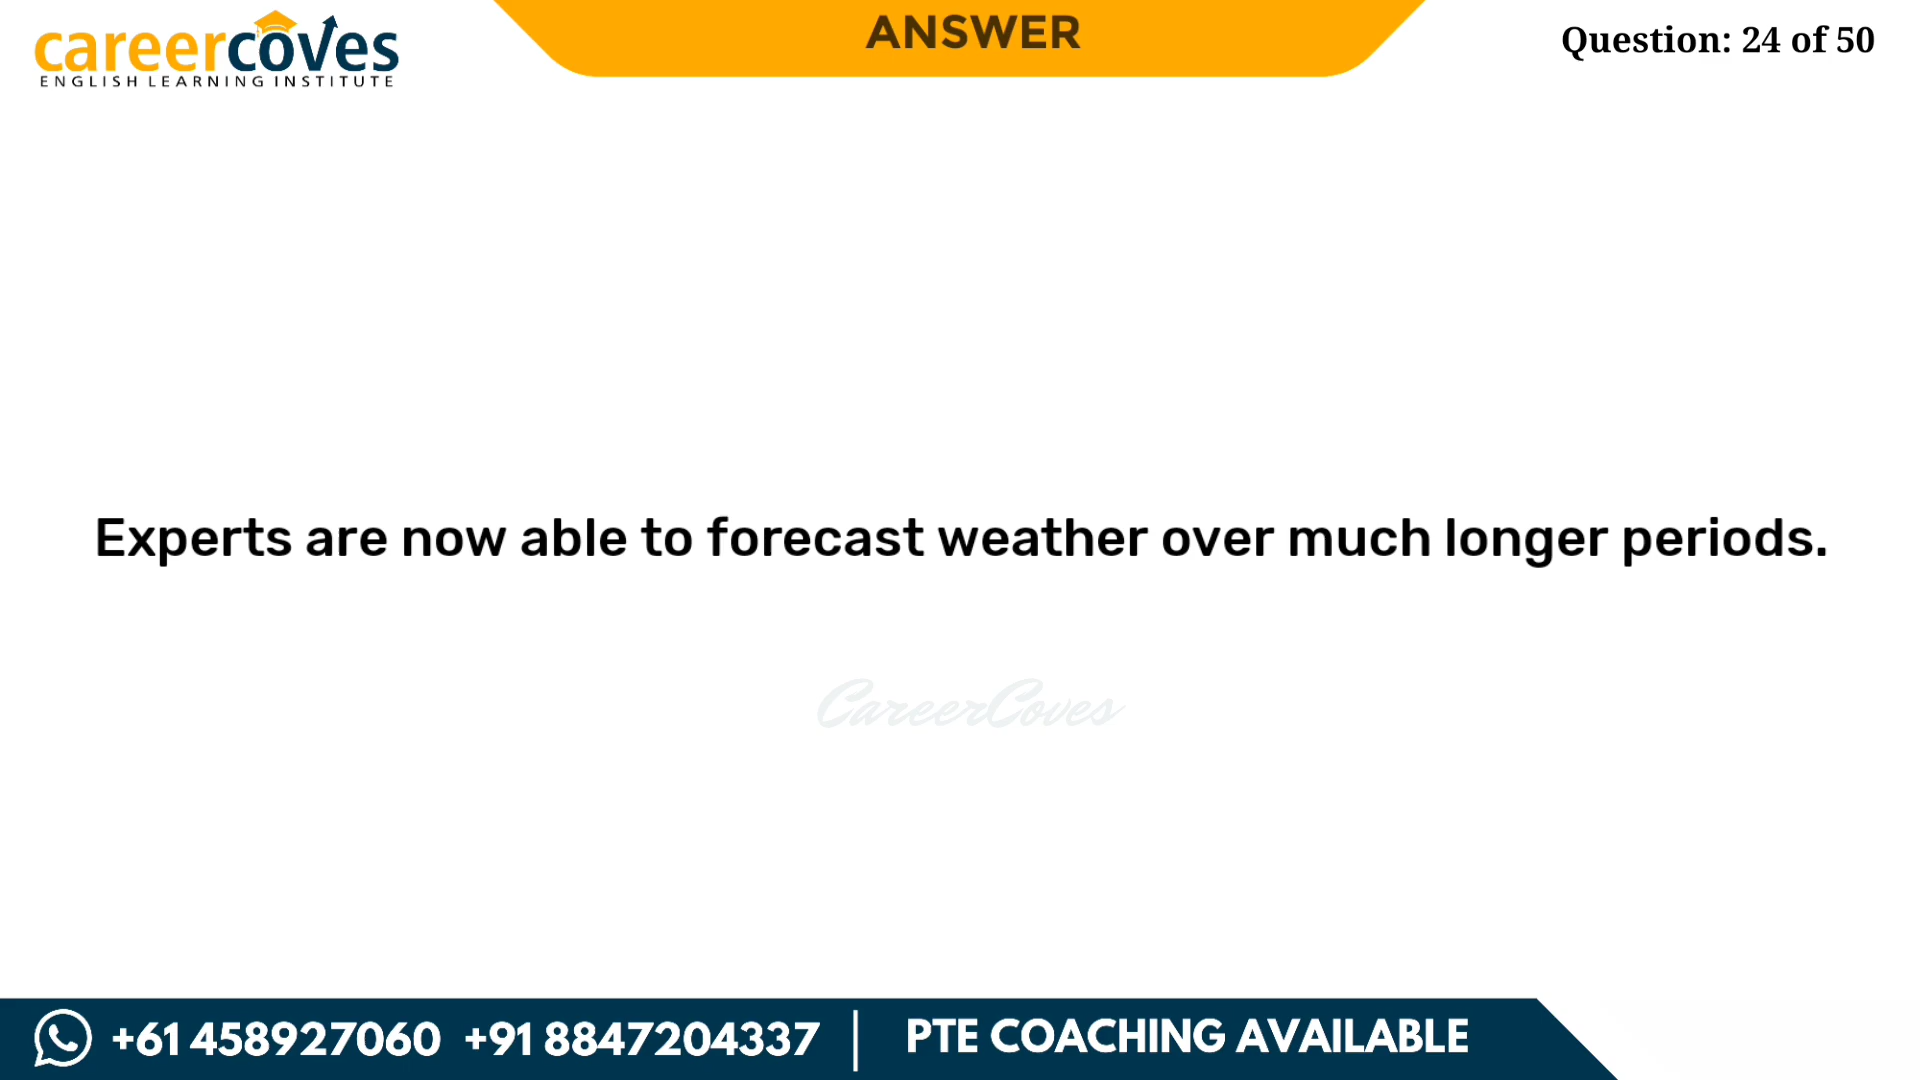 careercoves
ENGLISH LEARNING INSTITUTE
ANSWER
Question: 24 of 50
Experts are now able to forecast weather over much longer periods.
CareerCoves
+61 458927060 +91 8847204337 | PTE COACHING AVAILABLE